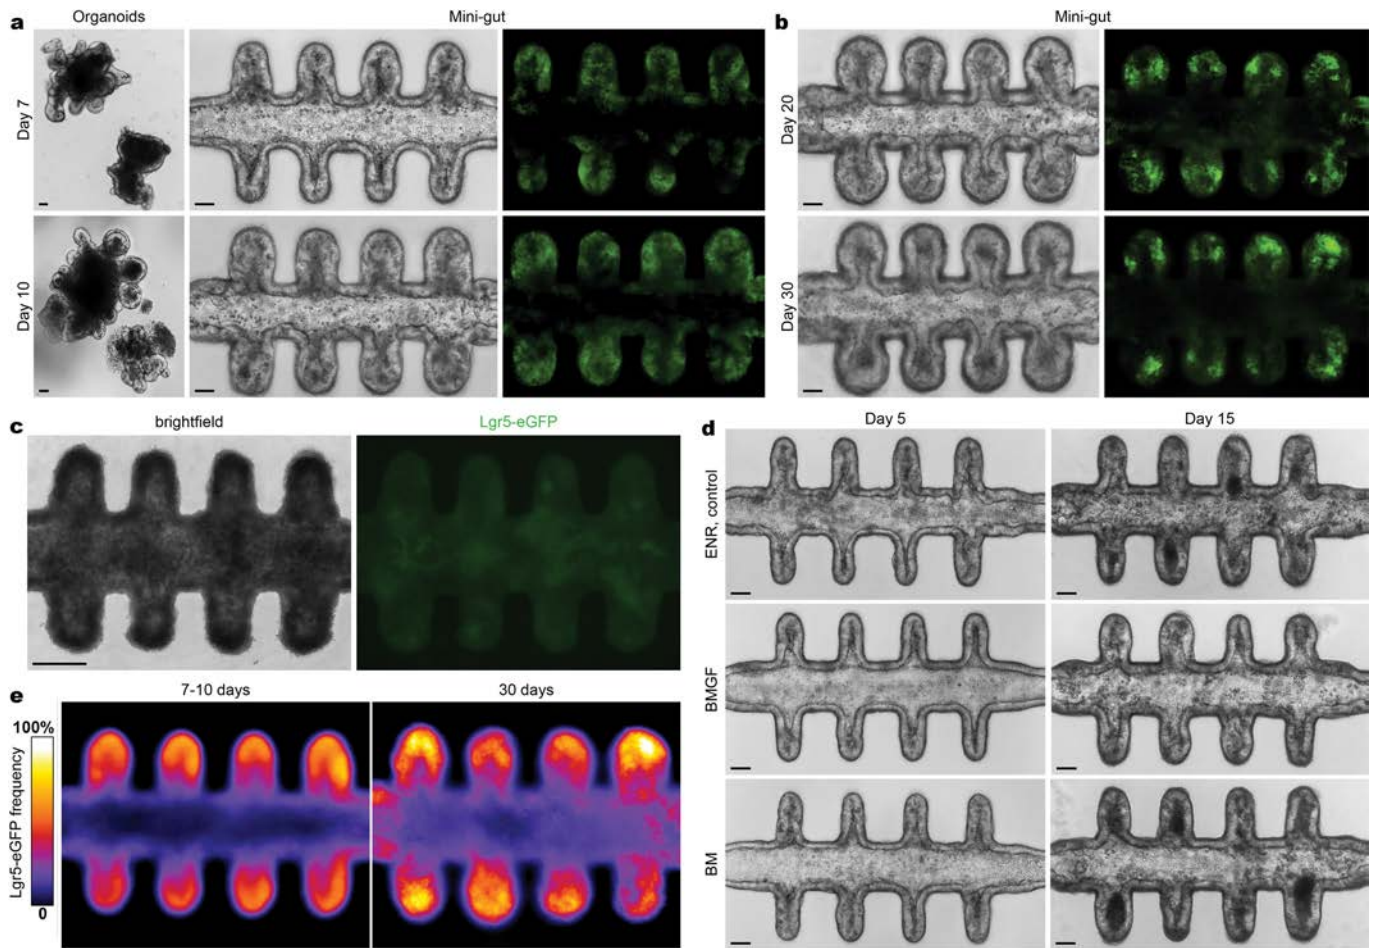 a
Organoids
Mini-gut
Day 7
Day 10
b
Mini-gut
Day 20
Day 30
c
brightfield
Lgr5-eGFP
d
Day 5
Day 15
ENR, control
BMGF
BM
e
7-10 days
30 days
100%
Lgr5-eGFP frequency
0